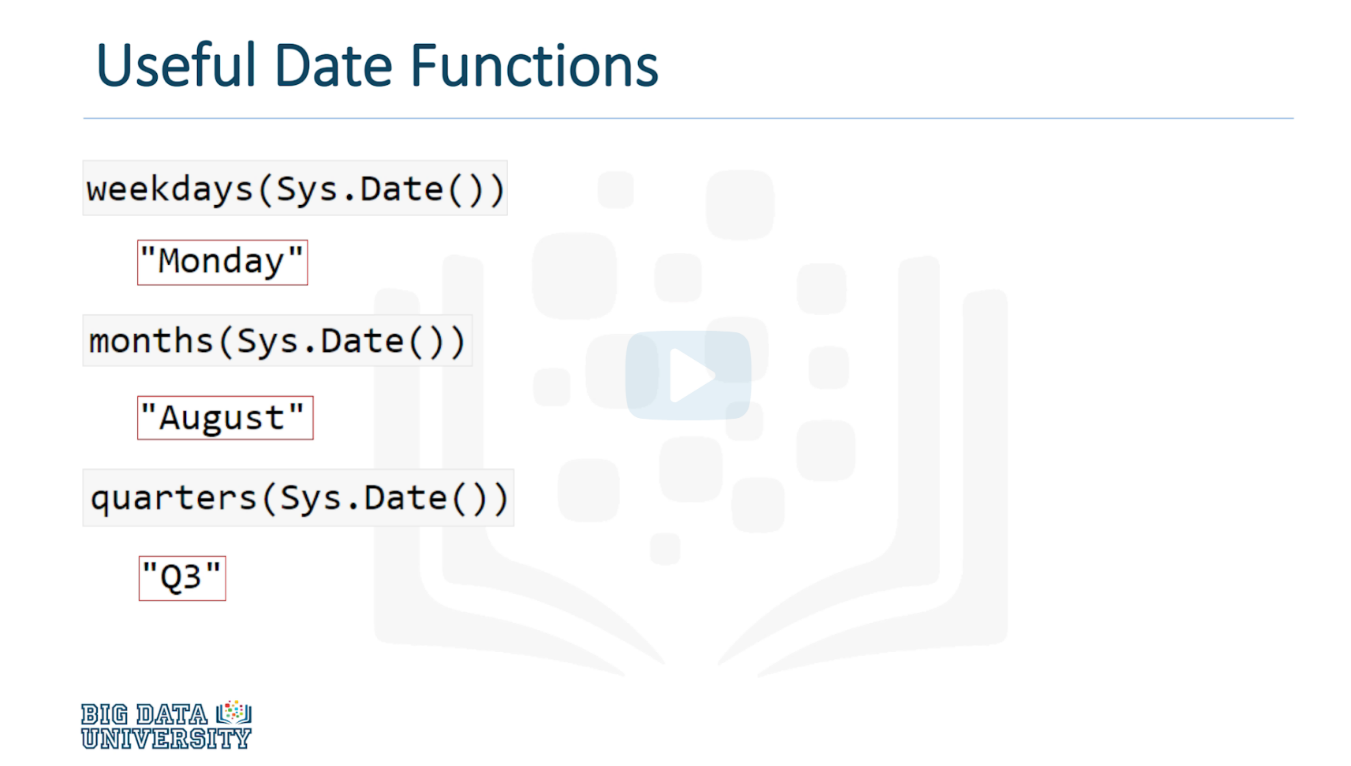 Useful Date Functions
weekdays(Sys.Date())
"Monday"
months(Sys.Date())
"August"
quarters(Sys.Date())
"Q3"
BIG DATA
UNIVERSITY